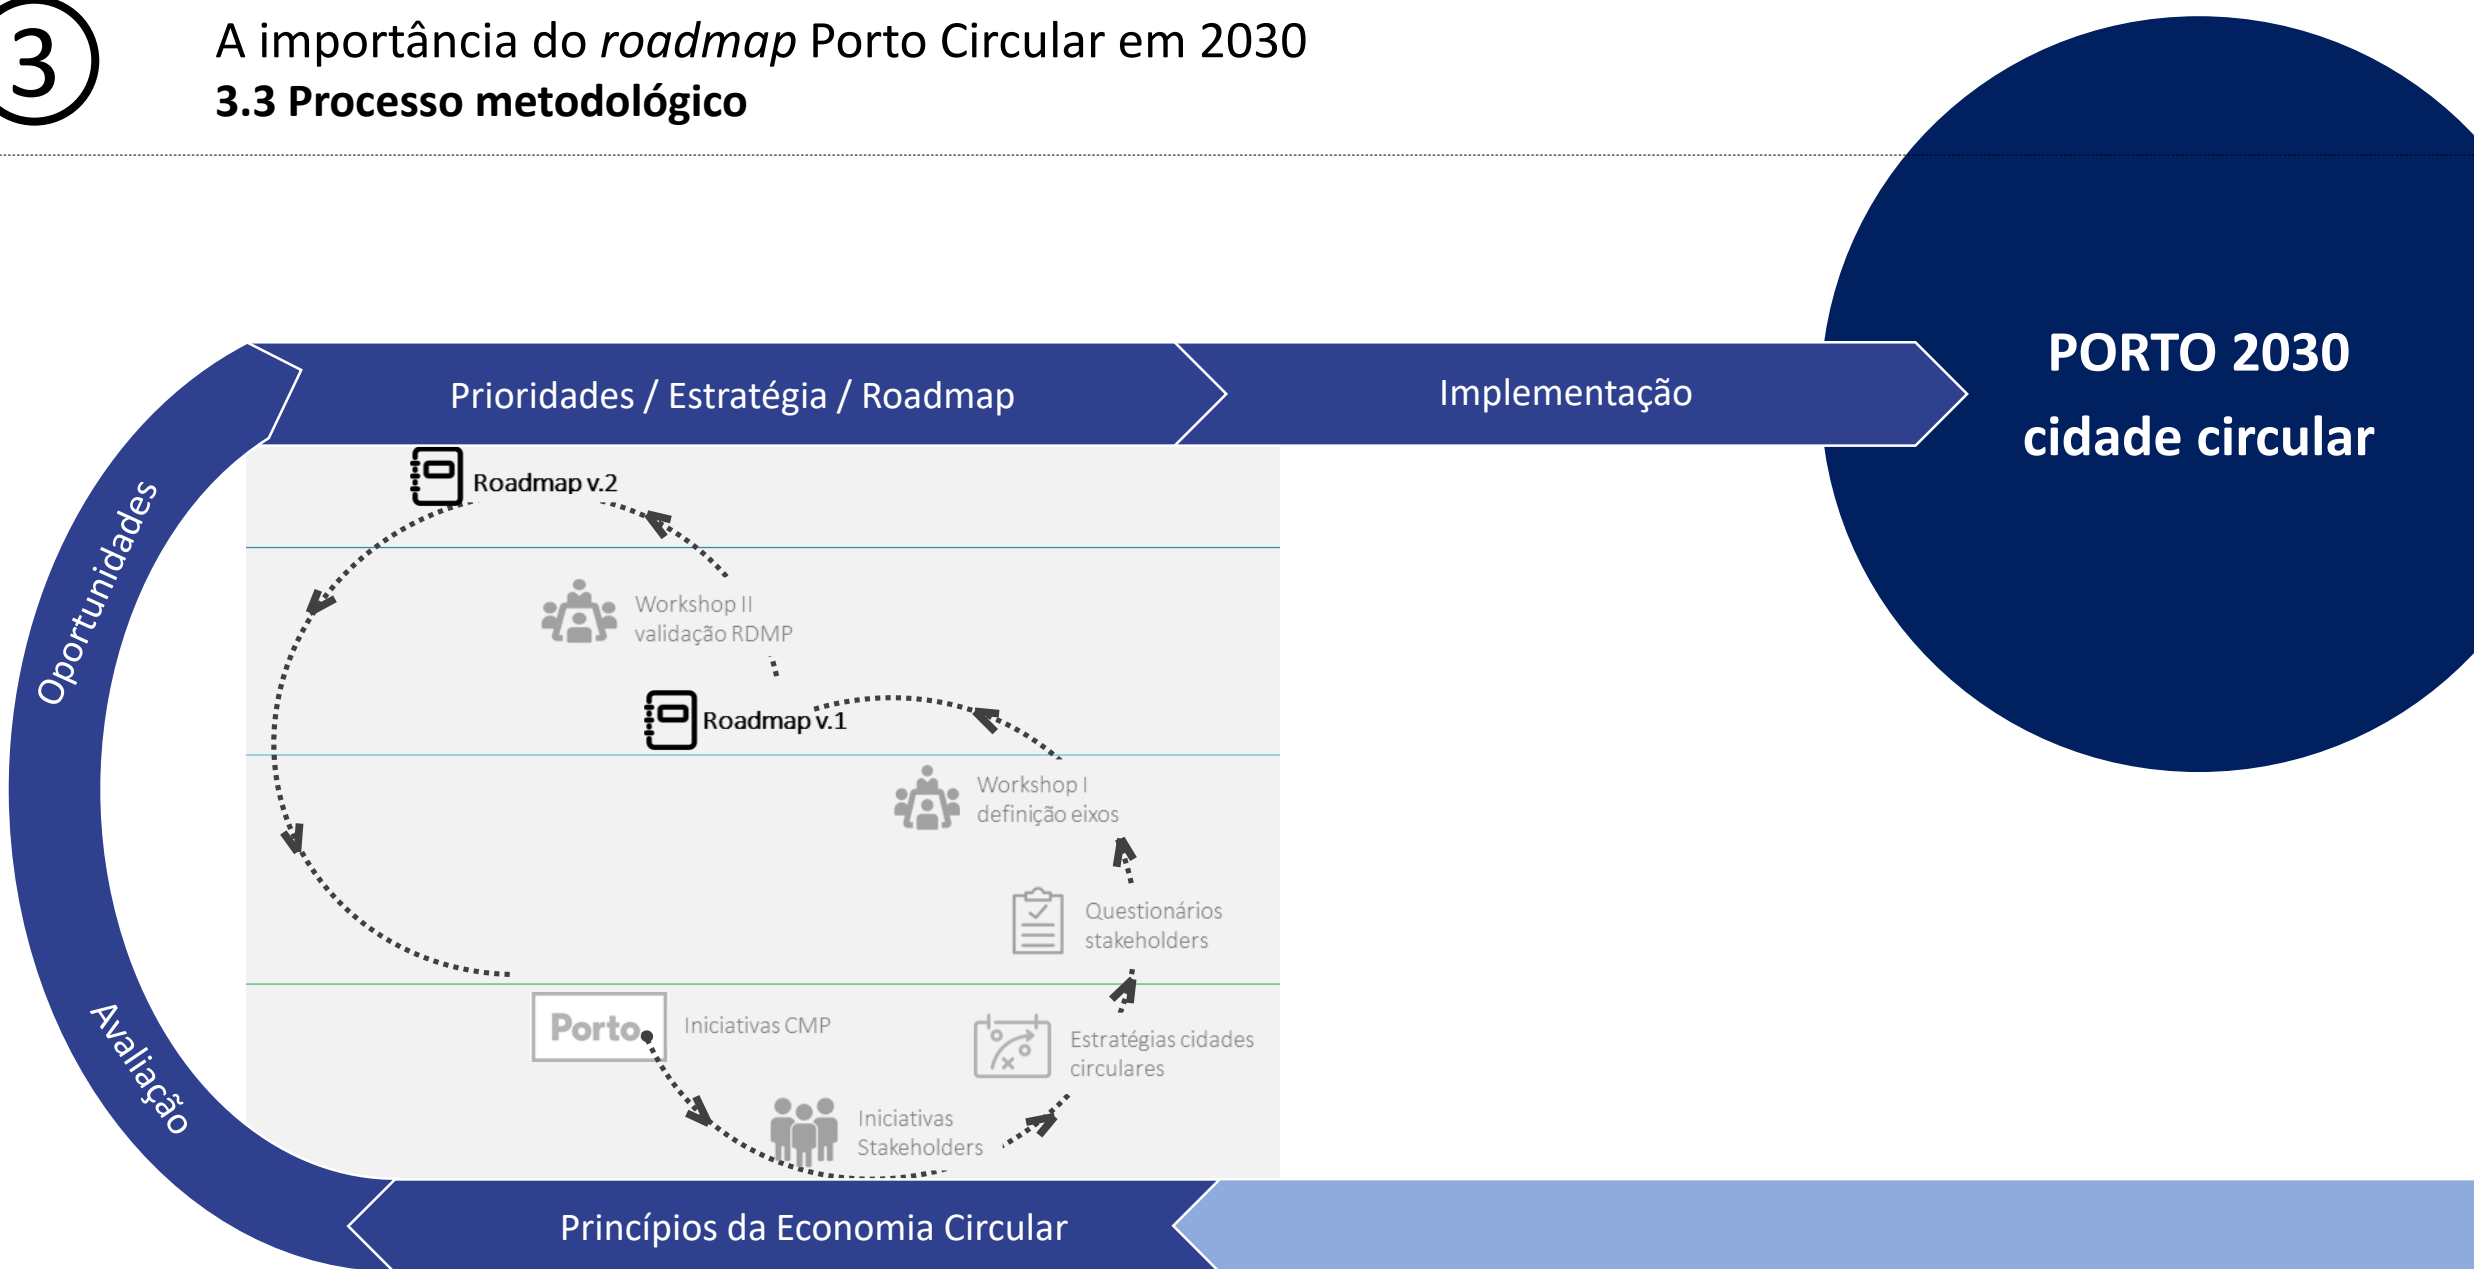 3
A importância do roadmap Porto Circular em 2030
3.3 Processo metodológico
PORTO 2030
cidade circular
Prioridades / Estratégia / Roadmap
Implementação
Oportunidades
Avaliação
Roadmap v.2
Workshop II
validação RDMP
Roadmap v.1
Workshop I
definição eixos
Questionários
stakeholders
Porto.
Iniciativas CMP
Estratégias cidades
circulares
Iniciativas
Stakeholders
Princípios da Economia Circular